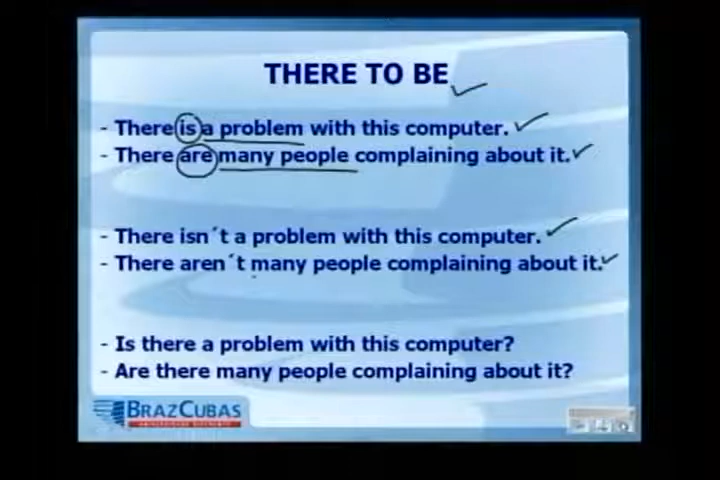 THERE TO BE
- There is a problem with this computer.
- There are many people complaining about it.
- There isn´t a problem with this computer.
- There aren´t many people complaining about it.
- Is there a problem with this computer?
- Are there many people complaining about it?
BRAZCUBAS